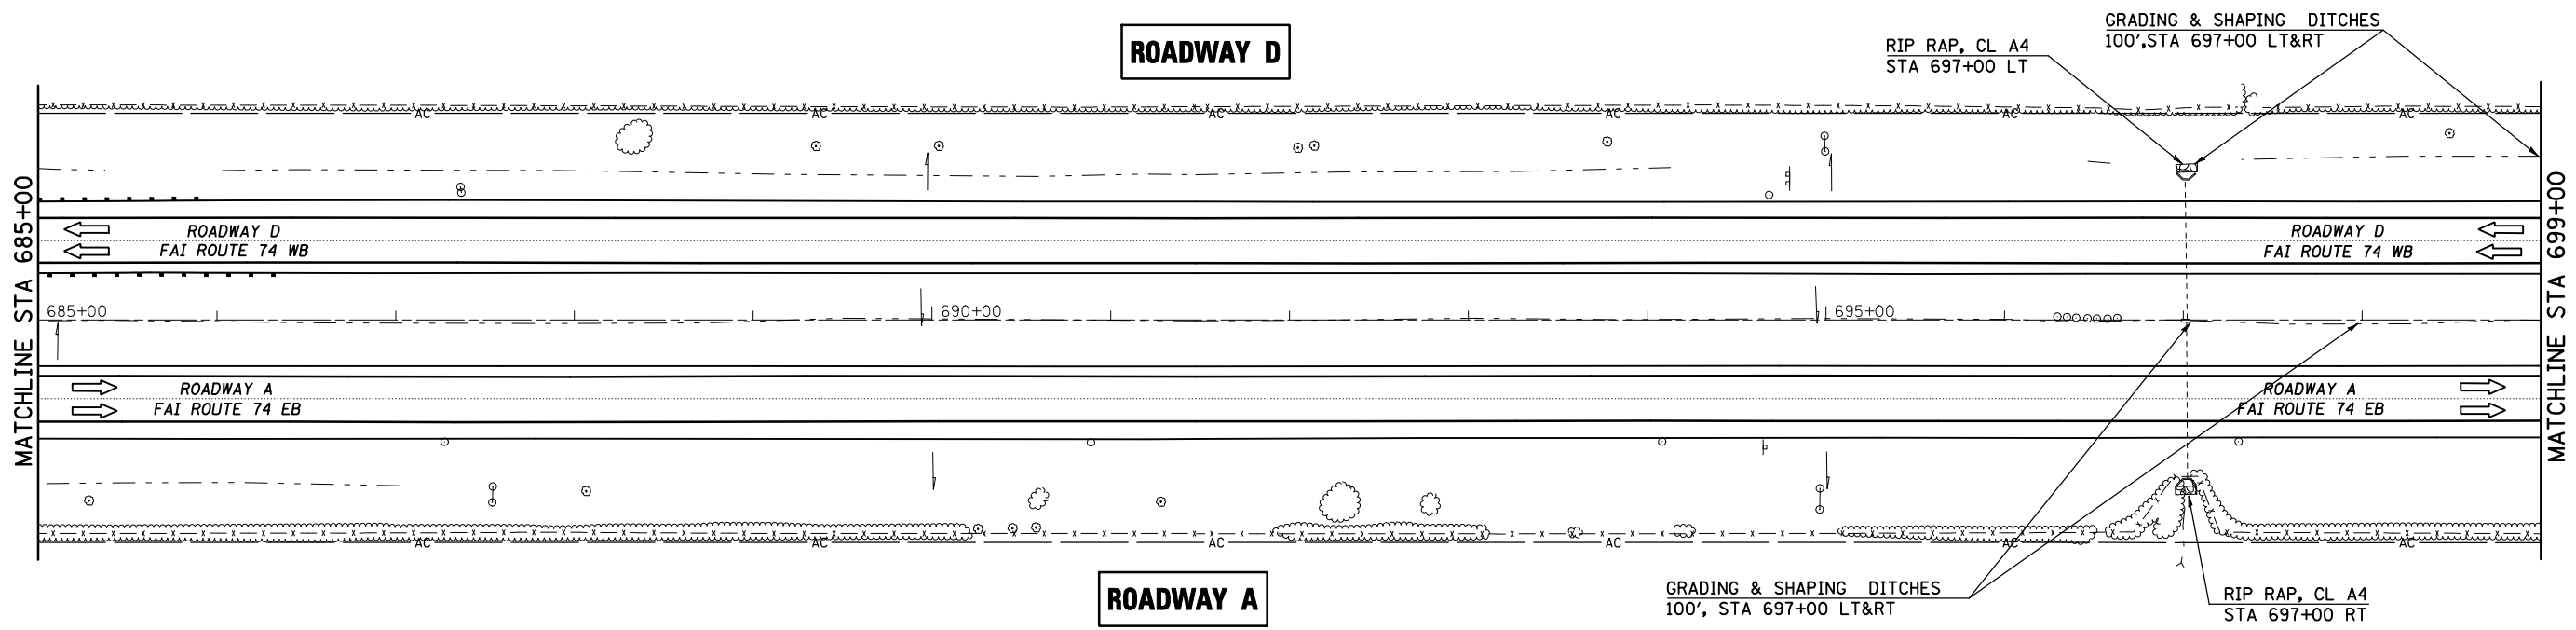 GRADING & SHAPING DITCHES
100',STA 697+00 LT&RT
ROADWAY D
RIP RAP, CL A4
STA 697+00 LT
AC
AC
AC
AC
AC
AC
MATCHLINE STA 685+00
MATCHLINE STA 699+00
ROADWAY D
FAI ROUTE 74 WB
ROADWAY D
FAI ROUTE 74 WB
685+00
690+00
695+00
ROADWAY A
FAI ROUTE 74 EB
ROADWAY A
FAI ROUTE 74 EB
AC
AC
AC
AC
AC
AC
ROADWAY A
GRADING & SHAPING DITCHES
100', STA 697+00 LT&RT
RIP RAP, CL A4
STA 697+00 RT